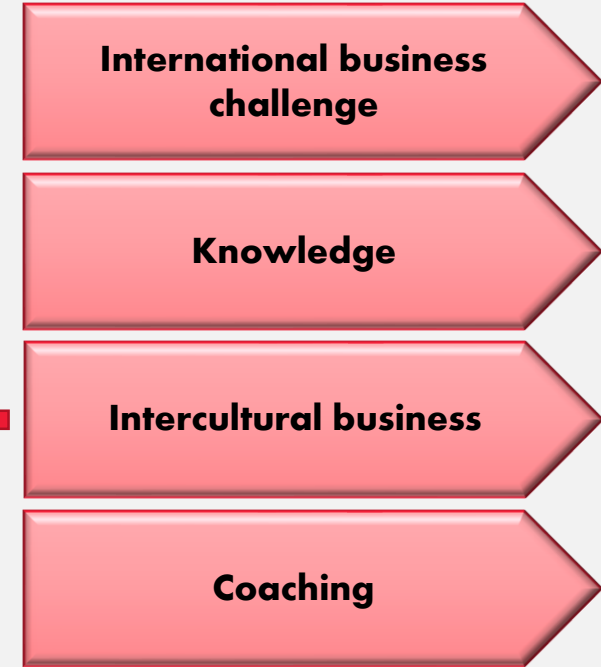 International business
challenge
Knowledge
Intercultural business
Coaching